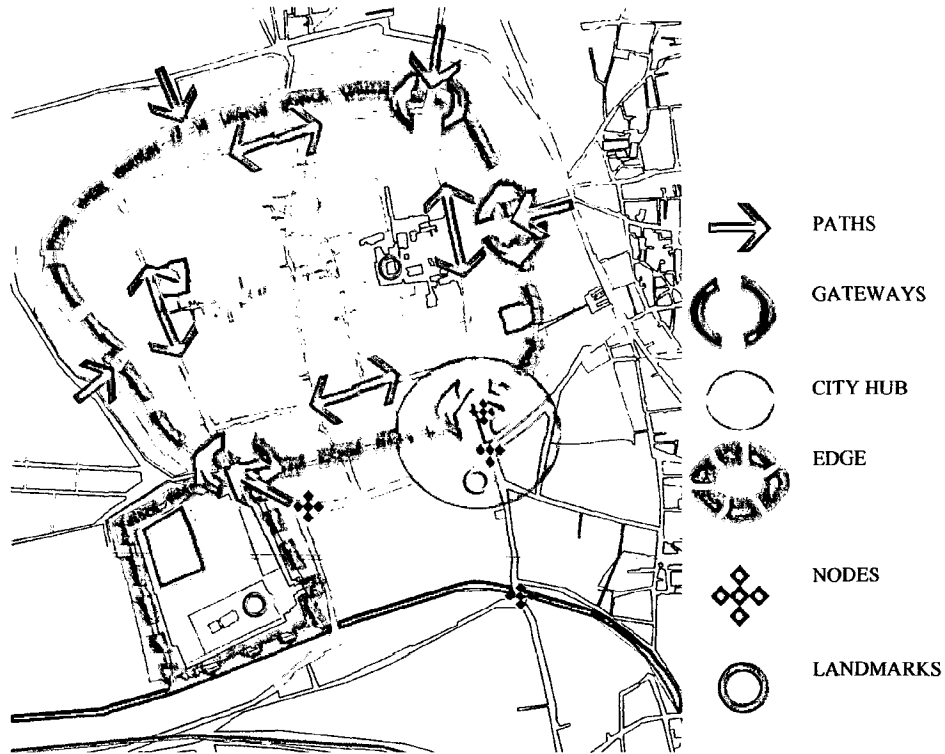 PATHS
GATEWAYS
CITY HUB
EDGE
NODES
LANDMARKS